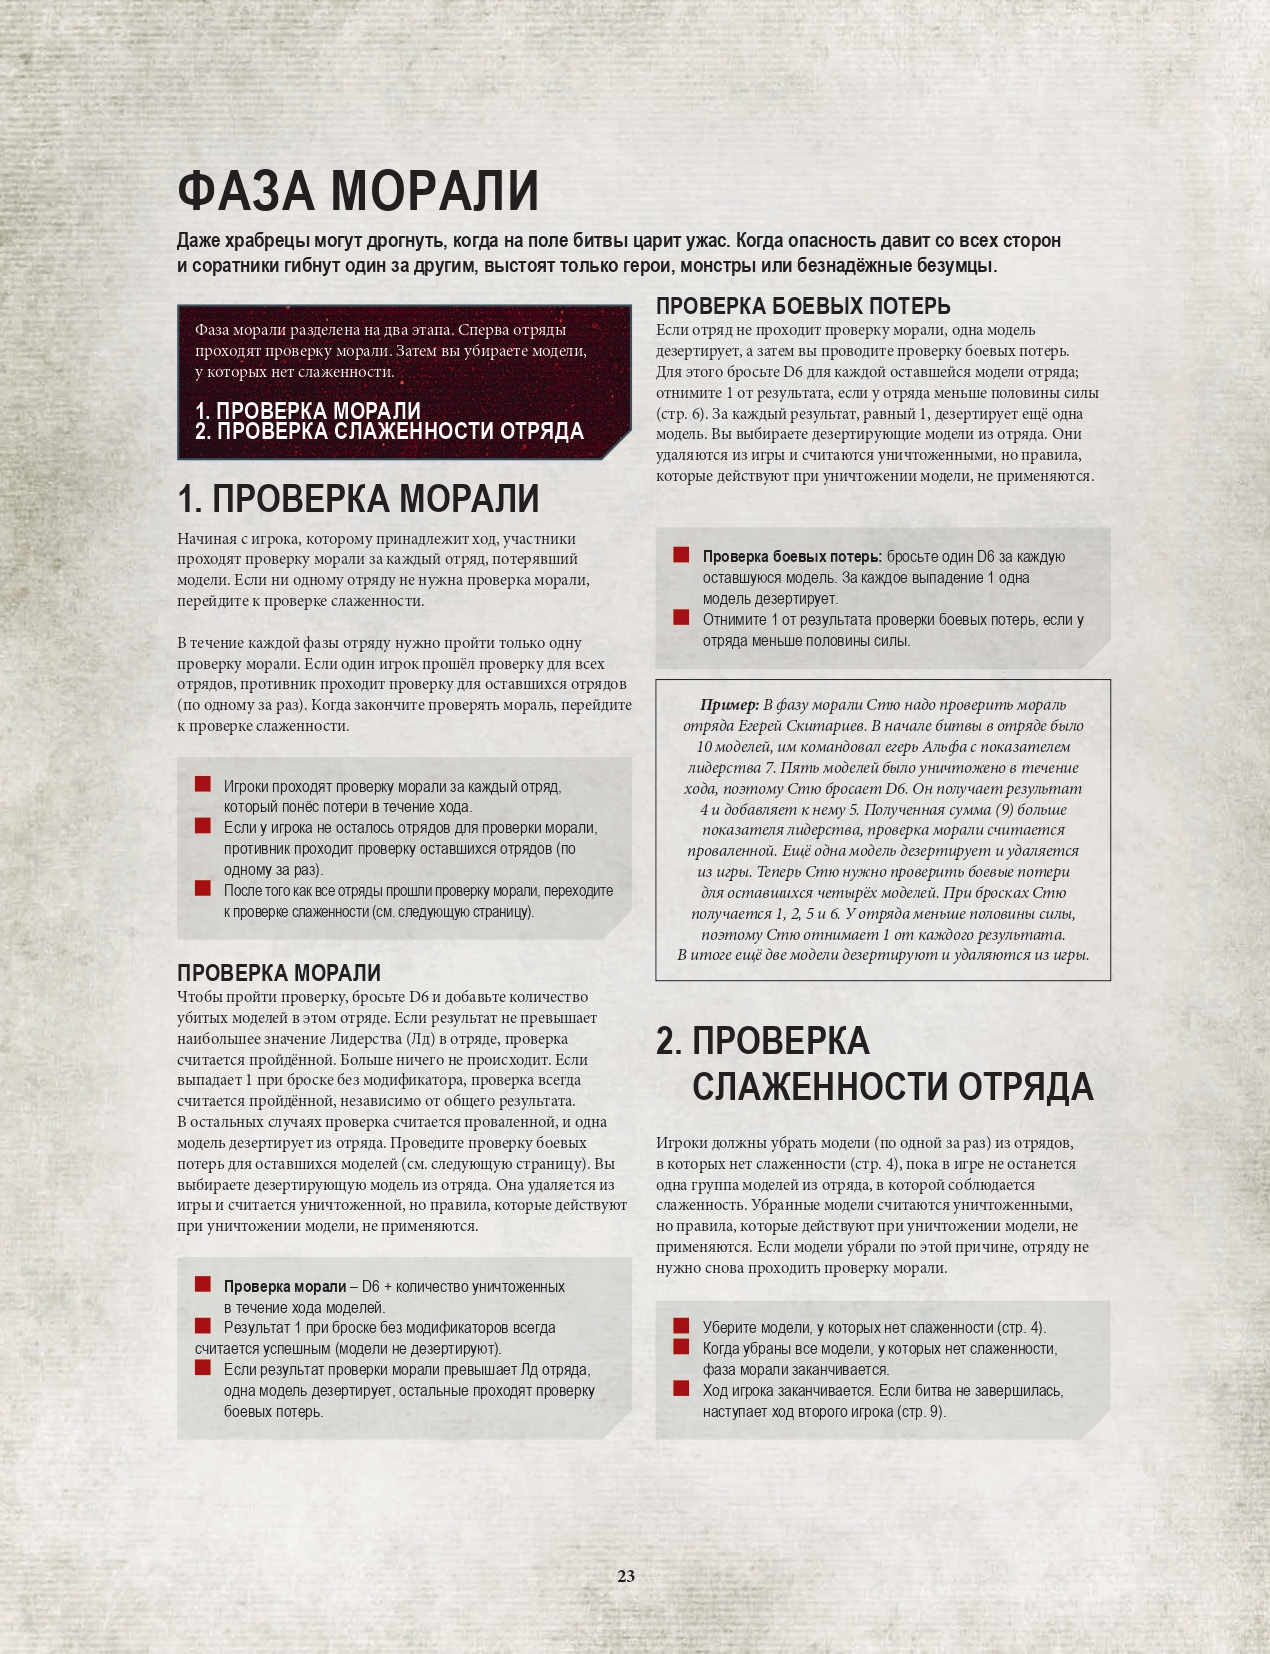 ФАЗА МОРАЛИ
Даже храбрецы могут дрогнуть, когда на поле битвы царит ужас. Когда опасность давит со всех сторон
и соратники гибнут один за другим, выстоят только герои, монстры или безнадёжные безумцы.
Фаза морали разделена на два этапа. Сперва отряды
проходят проверку морали. Затем вы убираете модели,
у которых нет слаженности.
1. ПРОВЕРКА МОРАЛИ
2. ПРОВЕРКА СЛАЖЕННОСТИ ОТРЯДА
1. ПРОВЕРКА МОРАЛИ
Начиная с игрока, которому принадлежит ход, участники
проходят проверку морали за каждый отряд, потерявший
модели. Если ни одному отряду не нужна проверка морали,
перейдите к проверке слаженности.
В течение каждой фазы отряду нужно пройти только одну
проверку морали. Если один игрок прошёл проверку для всех
отрядов, противник проходит проверку для оставшихся отрядов
(по одному за раз). Когда закончите проверять мораль, перейдите
к проверке слаженности.
Игроки проходят проверку морали за каждый отряд,
который понёс потери в течение хода.
Если у игрока не осталось отрядов для проверки морали,
противник проходит проверку оставшихся отрядов (по
одному за раз).
После того как все отряды прошли проверку морали, переходите
к проверке слаженности (см. следующую страницу).
ПРОВЕРКА МОРАЛИ
Чтобы пройти проверку, бросьте D6 и добавьте количество
убитых моделей в этом отряде. Если результат не превышает
наибольшее значение Лидерства (Лд) в отряде, проверка
считается пройдённой. Больше ничего не происходит. Если
выпадает 1 при броске без модификатора, проверка всегда
считается пройдённой, независимо от общего результата.
В остальных случаях проверка считается проваленной, и одна
модель дезертирует из отряда. Проведите проверку боевых
потерь для оставшихся моделей (см. следующую страницу). Вы
выбираете дезертирующую модель из отряда. Она удаляется из
игры и считается уничтоженной, но правила, которые действуют
при уничтожении модели, не применяются.
Проверка морали – D6 + количество уничтоженных
в течение хода моделей.
Результат 1 при броске без модификаторов всегда
считается успешным (модели не дезертируют).
Если результат проверки морали превышает Лд отряда,
одна модель дезертирует, остальные проходят проверку
боевых потерь.
ПРОВЕРКА БОЕВЫХ ПОТЕРЬ
Если отряд не проходит проверку морали, одна модель
дезертирует, а затем вы проводите проверку боевых потерь.
Для этого бросьте D6 для каждой оставшейся модели отряда;
отнимите 1 от результата, если у отряда меньше половины силы
(стр. 6). За каждый результат, равный 1, дезертирует ещё одна
модель. Вы выбираете дезертирующие модели из отряда. Они
удаляются из игры и считаются уничтоженными, но правила,
которые действуют при уничтожении модели, не применяются.
Проверка боевых потерь: бросьте один D6 за каждую
оставшуюся модель. За каждое выпадение 1 одна
модель дезертирует.
Отнимите 1 от результата проверки боевых потерь, если у
отряда меньше половины силы.
Пример: В фазу морали Стю надо проверить мораль
отряда Егерей Скитариев. В начале битвы в отряде было
10 моделей, им командовал егерь Альфа с показателем
лидерства 7. Пять моделей было уничтожено в течение
хода, поэтому Стю бросает D6. Он получает результат
4 и добавляет к нему 5. Полученная сумма (9) больше
показателя лидерства, проверка морали считается
проваленной. Ещё одна модель дезертирует и удаляется
из игры. Теперь Стю нужно проверить боевые потери
для оставшихся четырёх моделей. При бросках Стю
получается 1, 2, 5 и 6. У отряда меньше половины силы,
поэтому Стю отнимает 1 от каждого результата.
В итоге ещё две модели дезертируют и удаляются из игры.
2. ПРОВЕРКА
СЛАЖЕННОСТИ ОТРЯДА
Игроки должны убрать модели (по одной за раз) из отрядов,
в которых нет слаженности (стр. 4), пока в игре не останется
одна группа моделей из отряда, в которой соблюдается
слаженность. Убранные модели считаются уничтоженными,
но правила, которые действуют при уничтожении модели, не
применяются. Если модели убрали по этой причине, отряду не
нужно снова проходить проверку морали.
Уберите модели, у которых нет слаженности (стр. 4).
Когда убраны все модели, у которых нет слаженности,
фаза морали заканчивается.
Ход игрока заканчивается. Если битва не завершилась,
наступает ход второго игрока (стр. 9).
23